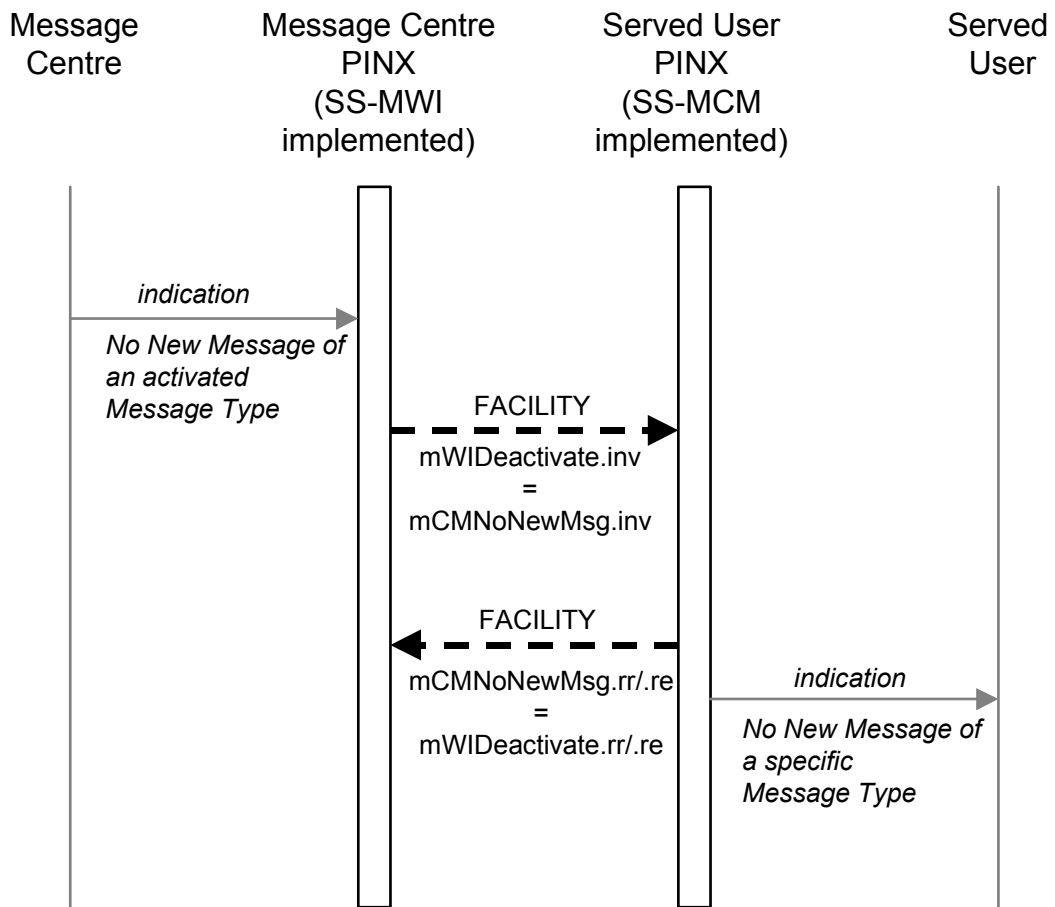 Message
Centre
Message Centre
PINX
(SS-MWI
implemented)
Served User
PINX
(SS-MCM
implemented)
Served
User
indication
No New Message of
an activated
Message Type
FACILITY
mWIDeactivate.inv
=
mCMNoNewMsg.inv
FACILITY
mCMNoNewMsg.rr/.re
=
mWIDeactivate.rr/.re
indication
No New Message of
a specific
Message Type